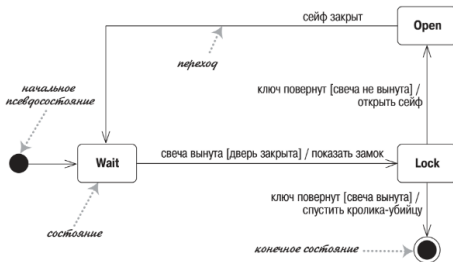 сейф закрыт
Open
переход
ключ повернут [свеча не вынута] /
открыть сейф
начальное
псевдосостояние
Wait
свеча вынута [дверь закрыта] / показать замок
Lock
состояние
ключ повернут [свеча вынута] /
спустить кролика-убийцу
конечное состояние